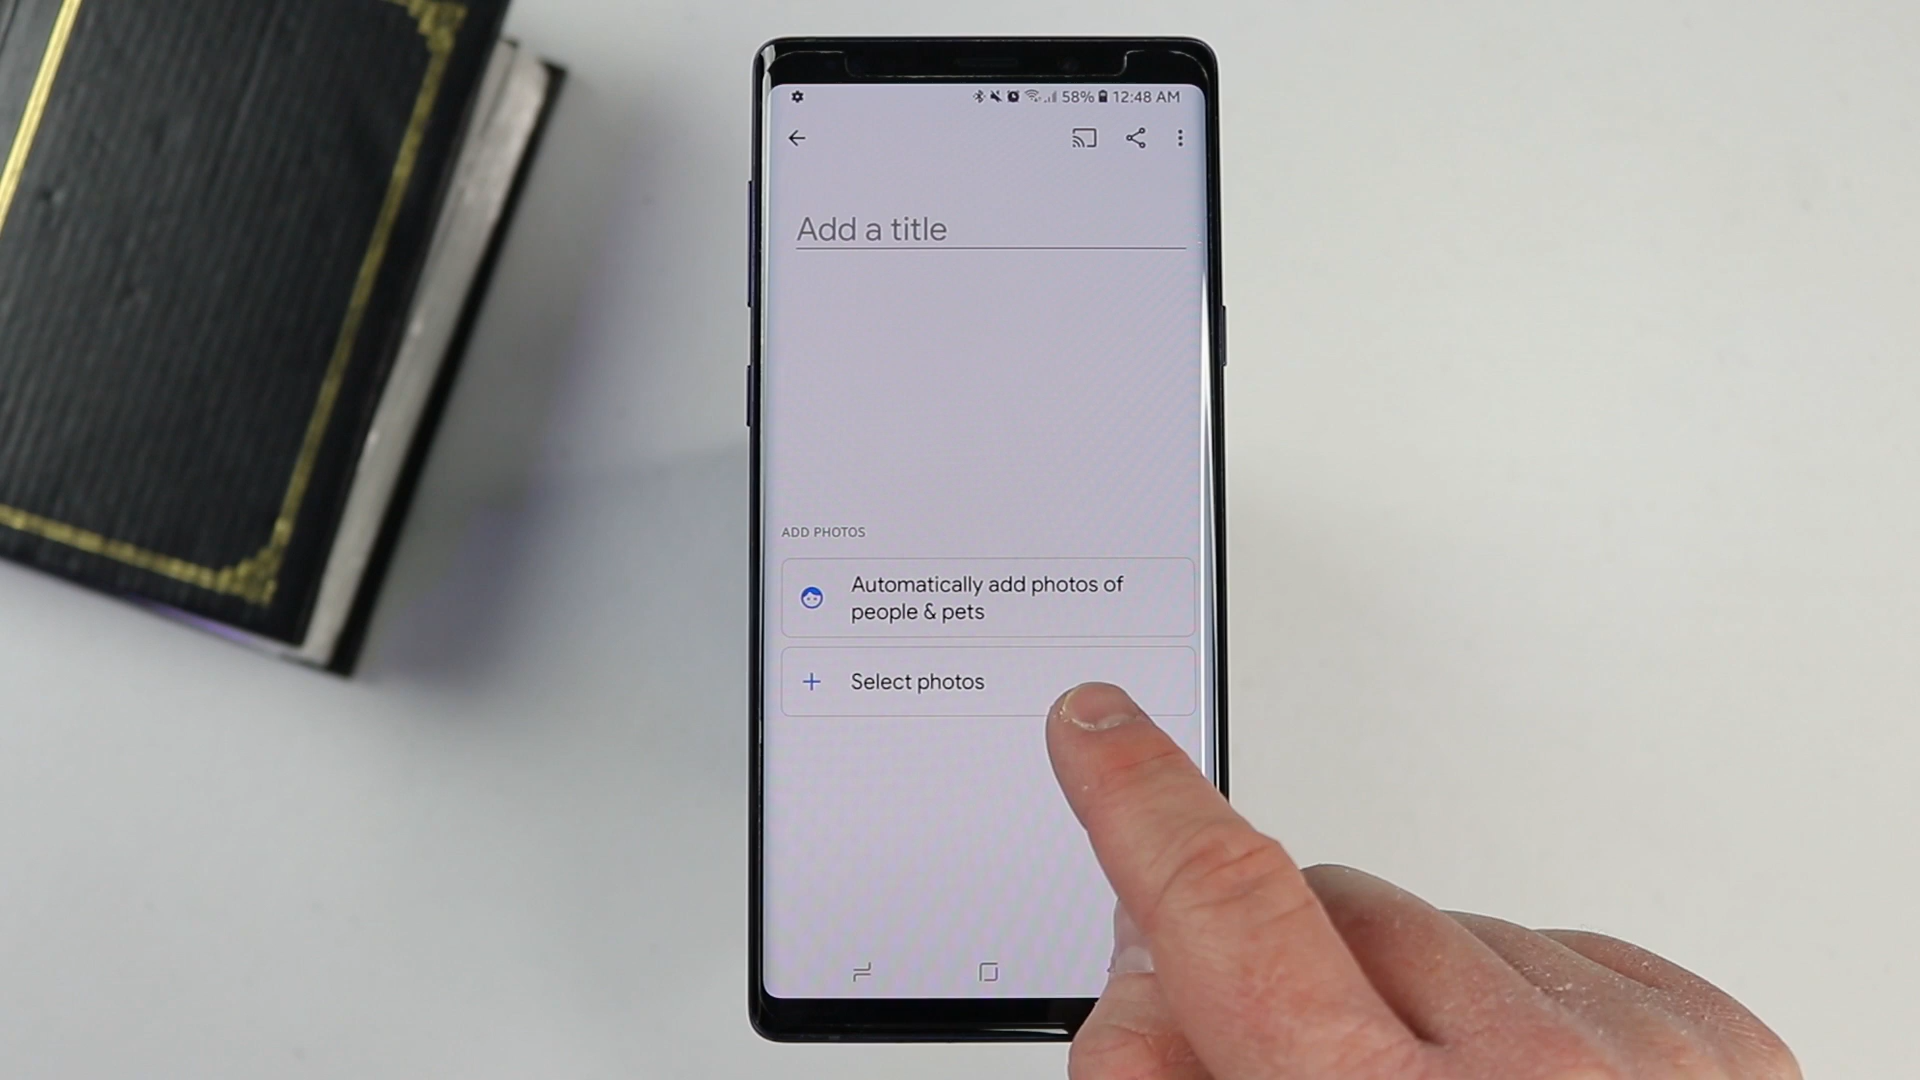 58% 12:48 AM
Add a title
ADD PHOTOS
Automatically add photos of
people & pets
Select photos